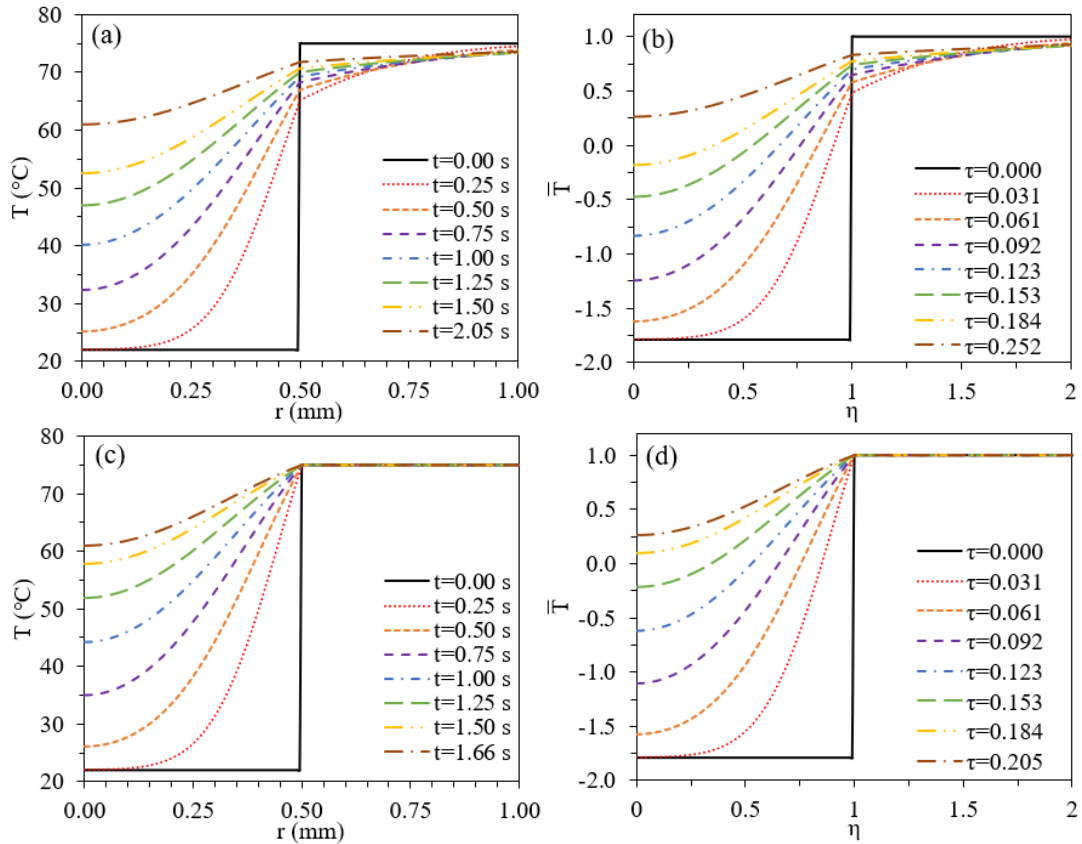 (a)
80
70
60
50
40
30
20
T (°C)
t=0.00 s
t=0.25 s
t=0.50 s
t=0.75 s
t=1.00 s
t=1.25 s
t=1.50 s
t=2.05 s
0.00 0.25 0.50 0.75 1.00
r (mm)
(b)
1.0
0.5
0.0
-0.5
-1.0
-1.5
-2.0
T̅
τ=0.000
τ=0.031
τ=0.061
τ=0.092
τ=0.123
τ=0.153
τ=0.184
τ=0.252
0 0.5 1 1.5 2
η
(c)
80
70
60
50
40
30
20
T (°C)
t=0.00 s
t=0.25 s
t=0.50 s
t=0.75 s
t=1.00 s
t=1.25 s
t=1.50 s
t=1.66 s
0.00 0.25 0.50 0.75 1.00
r (mm)
(d)
1.0
0.5
0.0
-0.5
-1.0
-1.5
-2.0
T̅
τ=0.000
τ=0.031
τ=0.061
τ=0.092
τ=0.123
τ=0.153
τ=0.184
τ=0.205
0 0.5 1 1.5 2
η